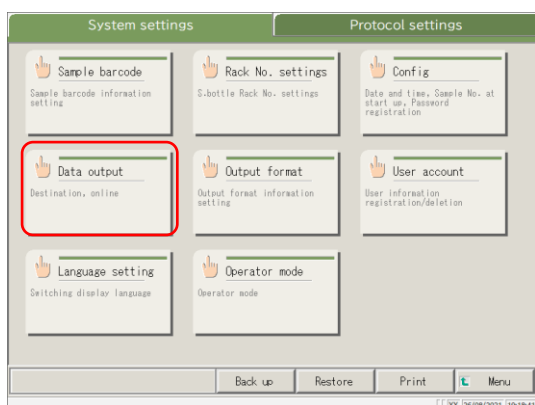 System settings
Protocol settings
Sample barcode
Sample barcode information
setting
Rack No. settings
S.bottle Rack No. settings
Config
Date and time, Sample No. at
start up, Password
registration
Data output
Destination, online
Output format
Output format information
setting
User account
User information
registration/deletion
Language setting
Switching display language
Operator mode
Operator mode
Back up
Restore
Print
Menu